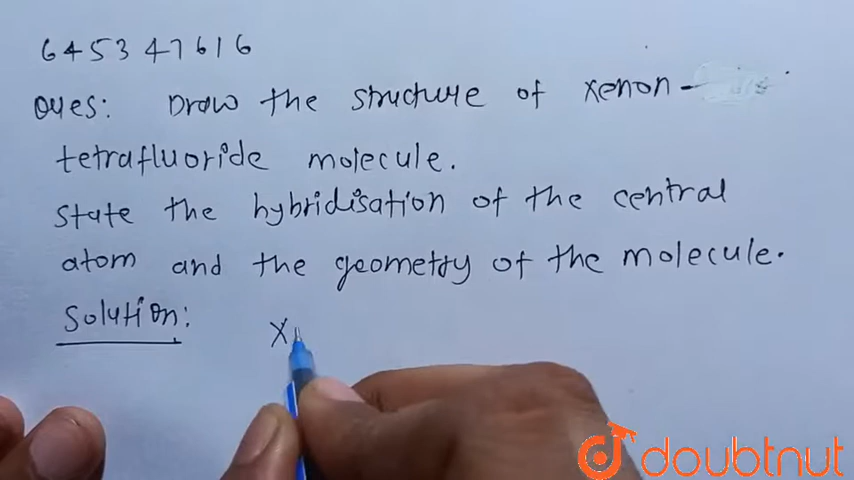 645347616
Ques: Draw the structure of xenon-
tetrafluoride molecule.
State the hybridisation of the central
atom and the geometry of the molecule.
Solution: X
doubtnut